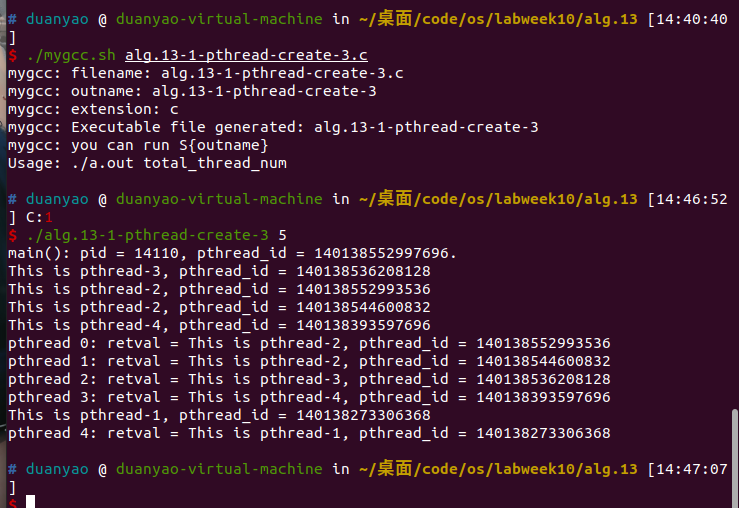 # duanyao @ duanyao-virtual-machine in ~/桌面/code/os/labweek10/alg.13 [14:40:40
]
$ ./mygcc.sh alg.13-1-pthread-create-3.c
mygcc: filename: alg.13-1-pthread-create-3.c
mygcc: outname: alg.13-1-pthread-create-3
mygcc: extension: c
mygcc: Executable file generated: alg.13-1-pthread-create-3
mygcc: you can run S{outname}
Usage: ./a.out total_thread_num
# duanyao @ duanyao-virtual-machine in ~/桌面/code/os/labweek10/alg.13 [14:46:52
] C:1
$ ./alg.13-1-pthread-create-3 5
main(): pid = 14110, pthread_id = 140138552997696.
This is pthread-3, pthread_id = 140138536208128
This is pthread-2, pthread_id = 140138552993536
This is pthread-2, pthread_id = 140138544600832
This is pthread-4, pthread_id = 140138393597696
pthread 0: retval = This is pthread-2, pthread_id = 140138552993536
pthread 1: retval = This is pthread-2, pthread_id = 140138544600832
pthread 2: retval = This is pthread-3, pthread_id = 140138536208128
pthread 3: retval = This is pthread-4, pthread_id = 140138393597696
This is pthread-1, pthread_id = 140138273306368
pthread 4: retval = This is pthread-1, pthread_id = 140138273306368
# duanyao @ duanyao-virtual-machine in ~/桌面/code/os/labweek10/alg.13 [14:47:07
]
$